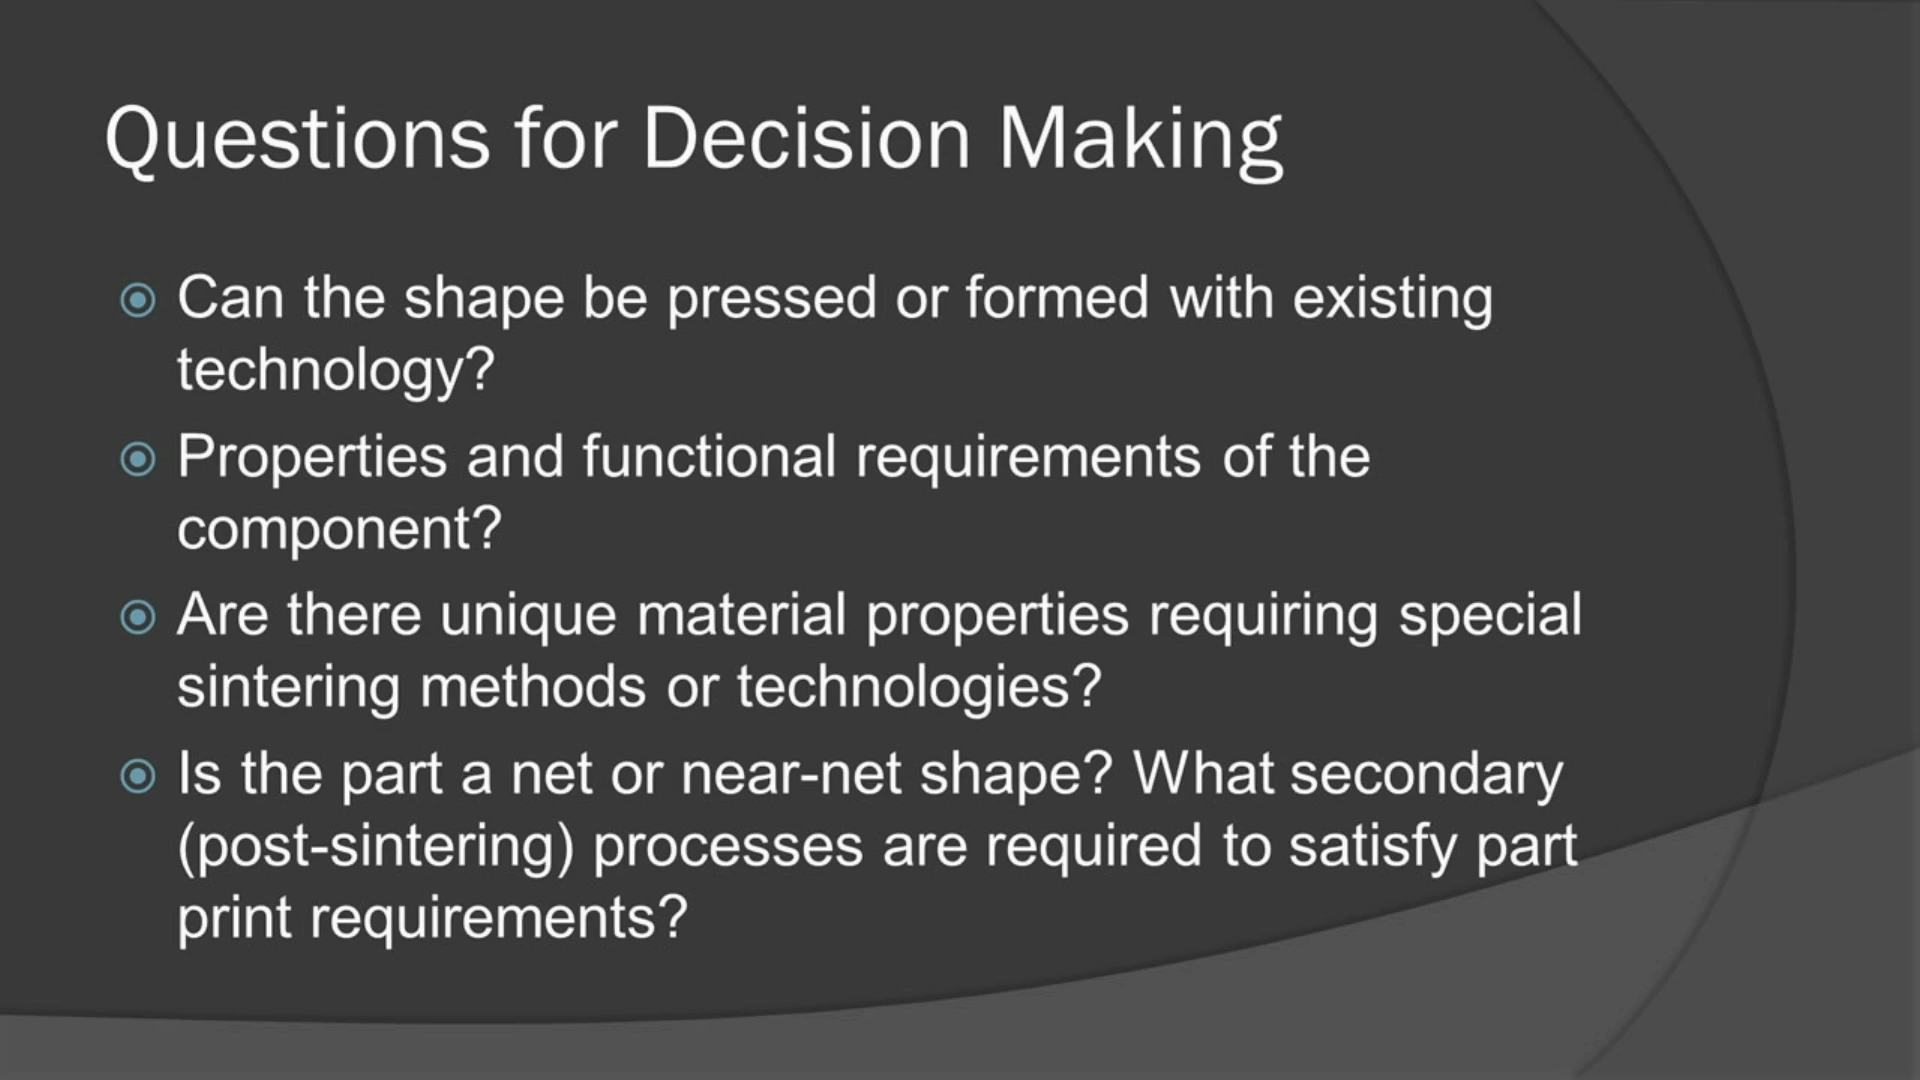 Questions for Decision Making
Can the shape be pressed or formed with existing
technology?
Properties and functional requirements of the
component?
Are there unique material properties requiring special
sintering methods or technologies?
Is the part a net or near-net shape? What secondary
(post-sintering) processes are required to satisfy part
print requirements?